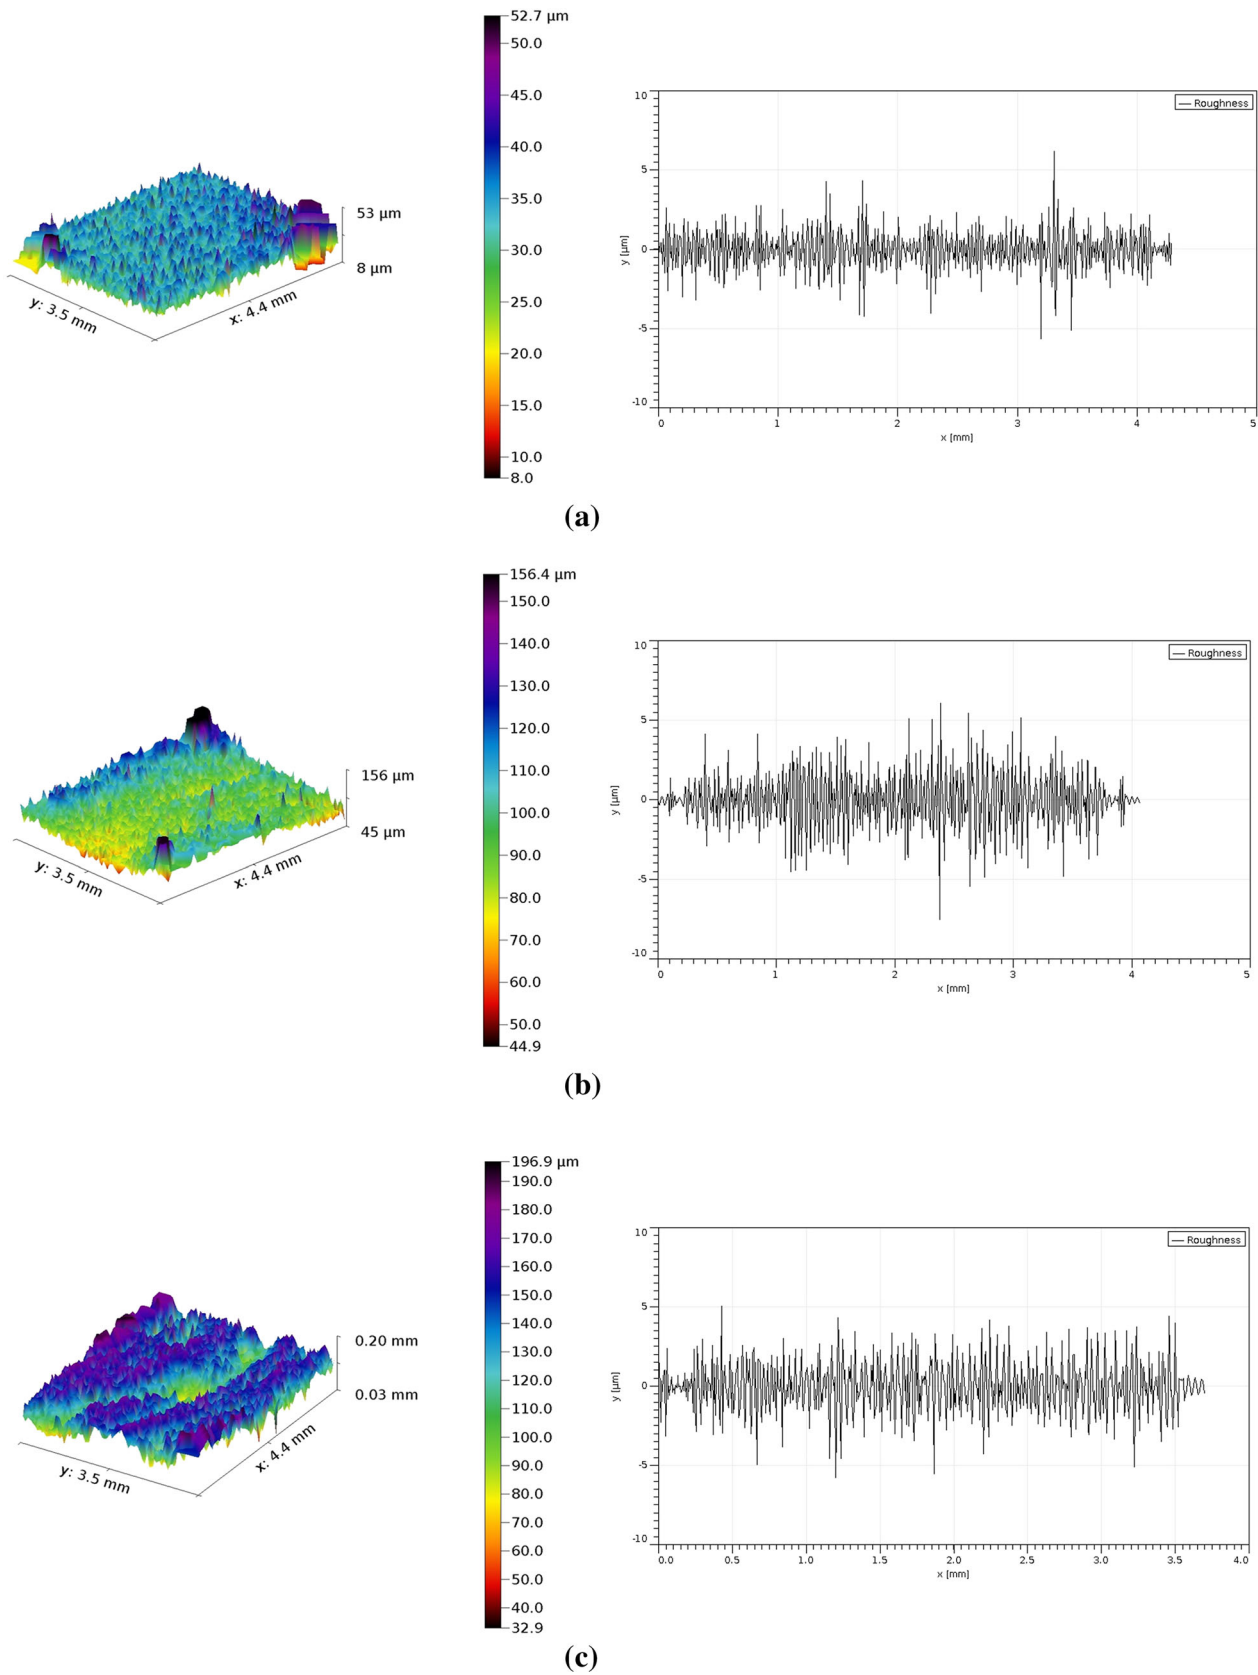 52.7 µm
50.0
45.0
40.0
35.0
30.0
25.0
20.0
15.0
10.0
8.0
53 µm
8 µm
y: 3.5 mm
x: 4.4 mm
Roughness
10
5
0
-5
-10
y [µm]
0 1 2 3 4 5
x [mm]
(a)
156.4 µm
150.0
140.0
130.0
120.0
110.0
100.0
90.0
80.0
70.0
60.0
50.0
44.9
156 µm
45 µm
y: 3.5 mm
x: 4.4 mm
Roughness
10
5
0
-5
-10
y [µm]
0 1 2 3 4 5
x [mm]
(b)
196.9 µm
190.0
180.0
170.0
160.0
150.0
140.0
130.0
120.0
110.0
100.0
90.0
80.0
70.0
60.0
50.0
40.0
32.9
0.20 mm
0.03 mm
y: 3.5 mm
x: 4.4 mm
Roughness
10
5
0
-5
-10
y [µm]
0.0 0.5 1.0 1.5 2.0 2.5 3.0 3.5 4.0
x [mm]
(c)